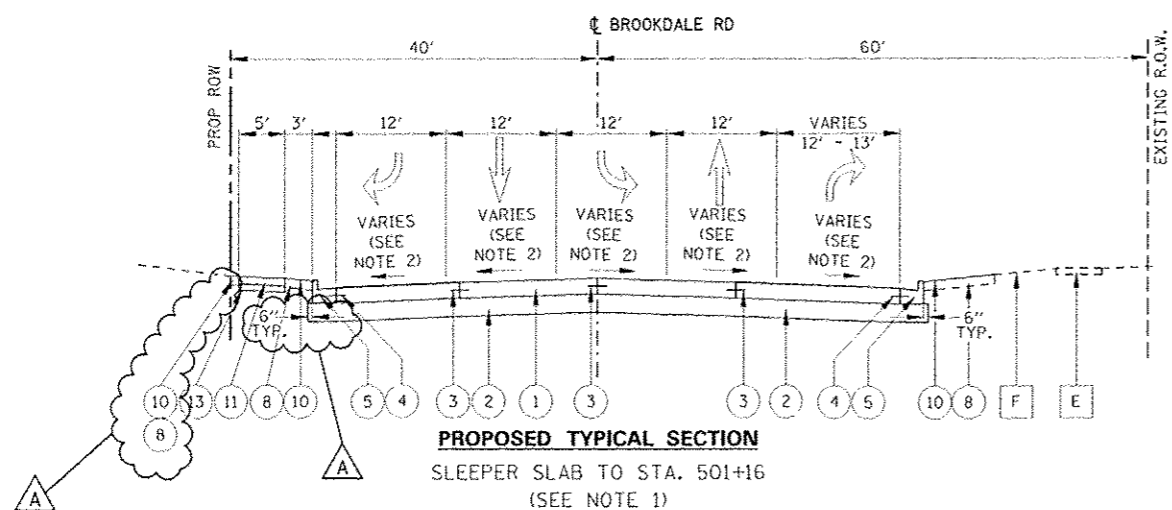 ℄ BROOKDALE RD
40' 60'
PROP ROW
EXISTING R.O.W.
5' 3' 12' 12' 12' 12' VARIES
12' - 13'
VARIES
(SEE
NOTE 2)
VARIES
(SEE
NOTE 2)
VARIES
(SEE
NOTE 2)
VARIES
(SEE
NOTE 2)
VARIES
(SEE
NOTE 2)
6"
TYP.
6"
TYP.
10 13 11 8 10 5 4 3 2 1 3 3 2 4 5 10 8 F E
8
A
A
PROPOSED TYPICAL SECTION
SLEEPER SLAB TO STA. 501+16
(SEE NOTE 1)